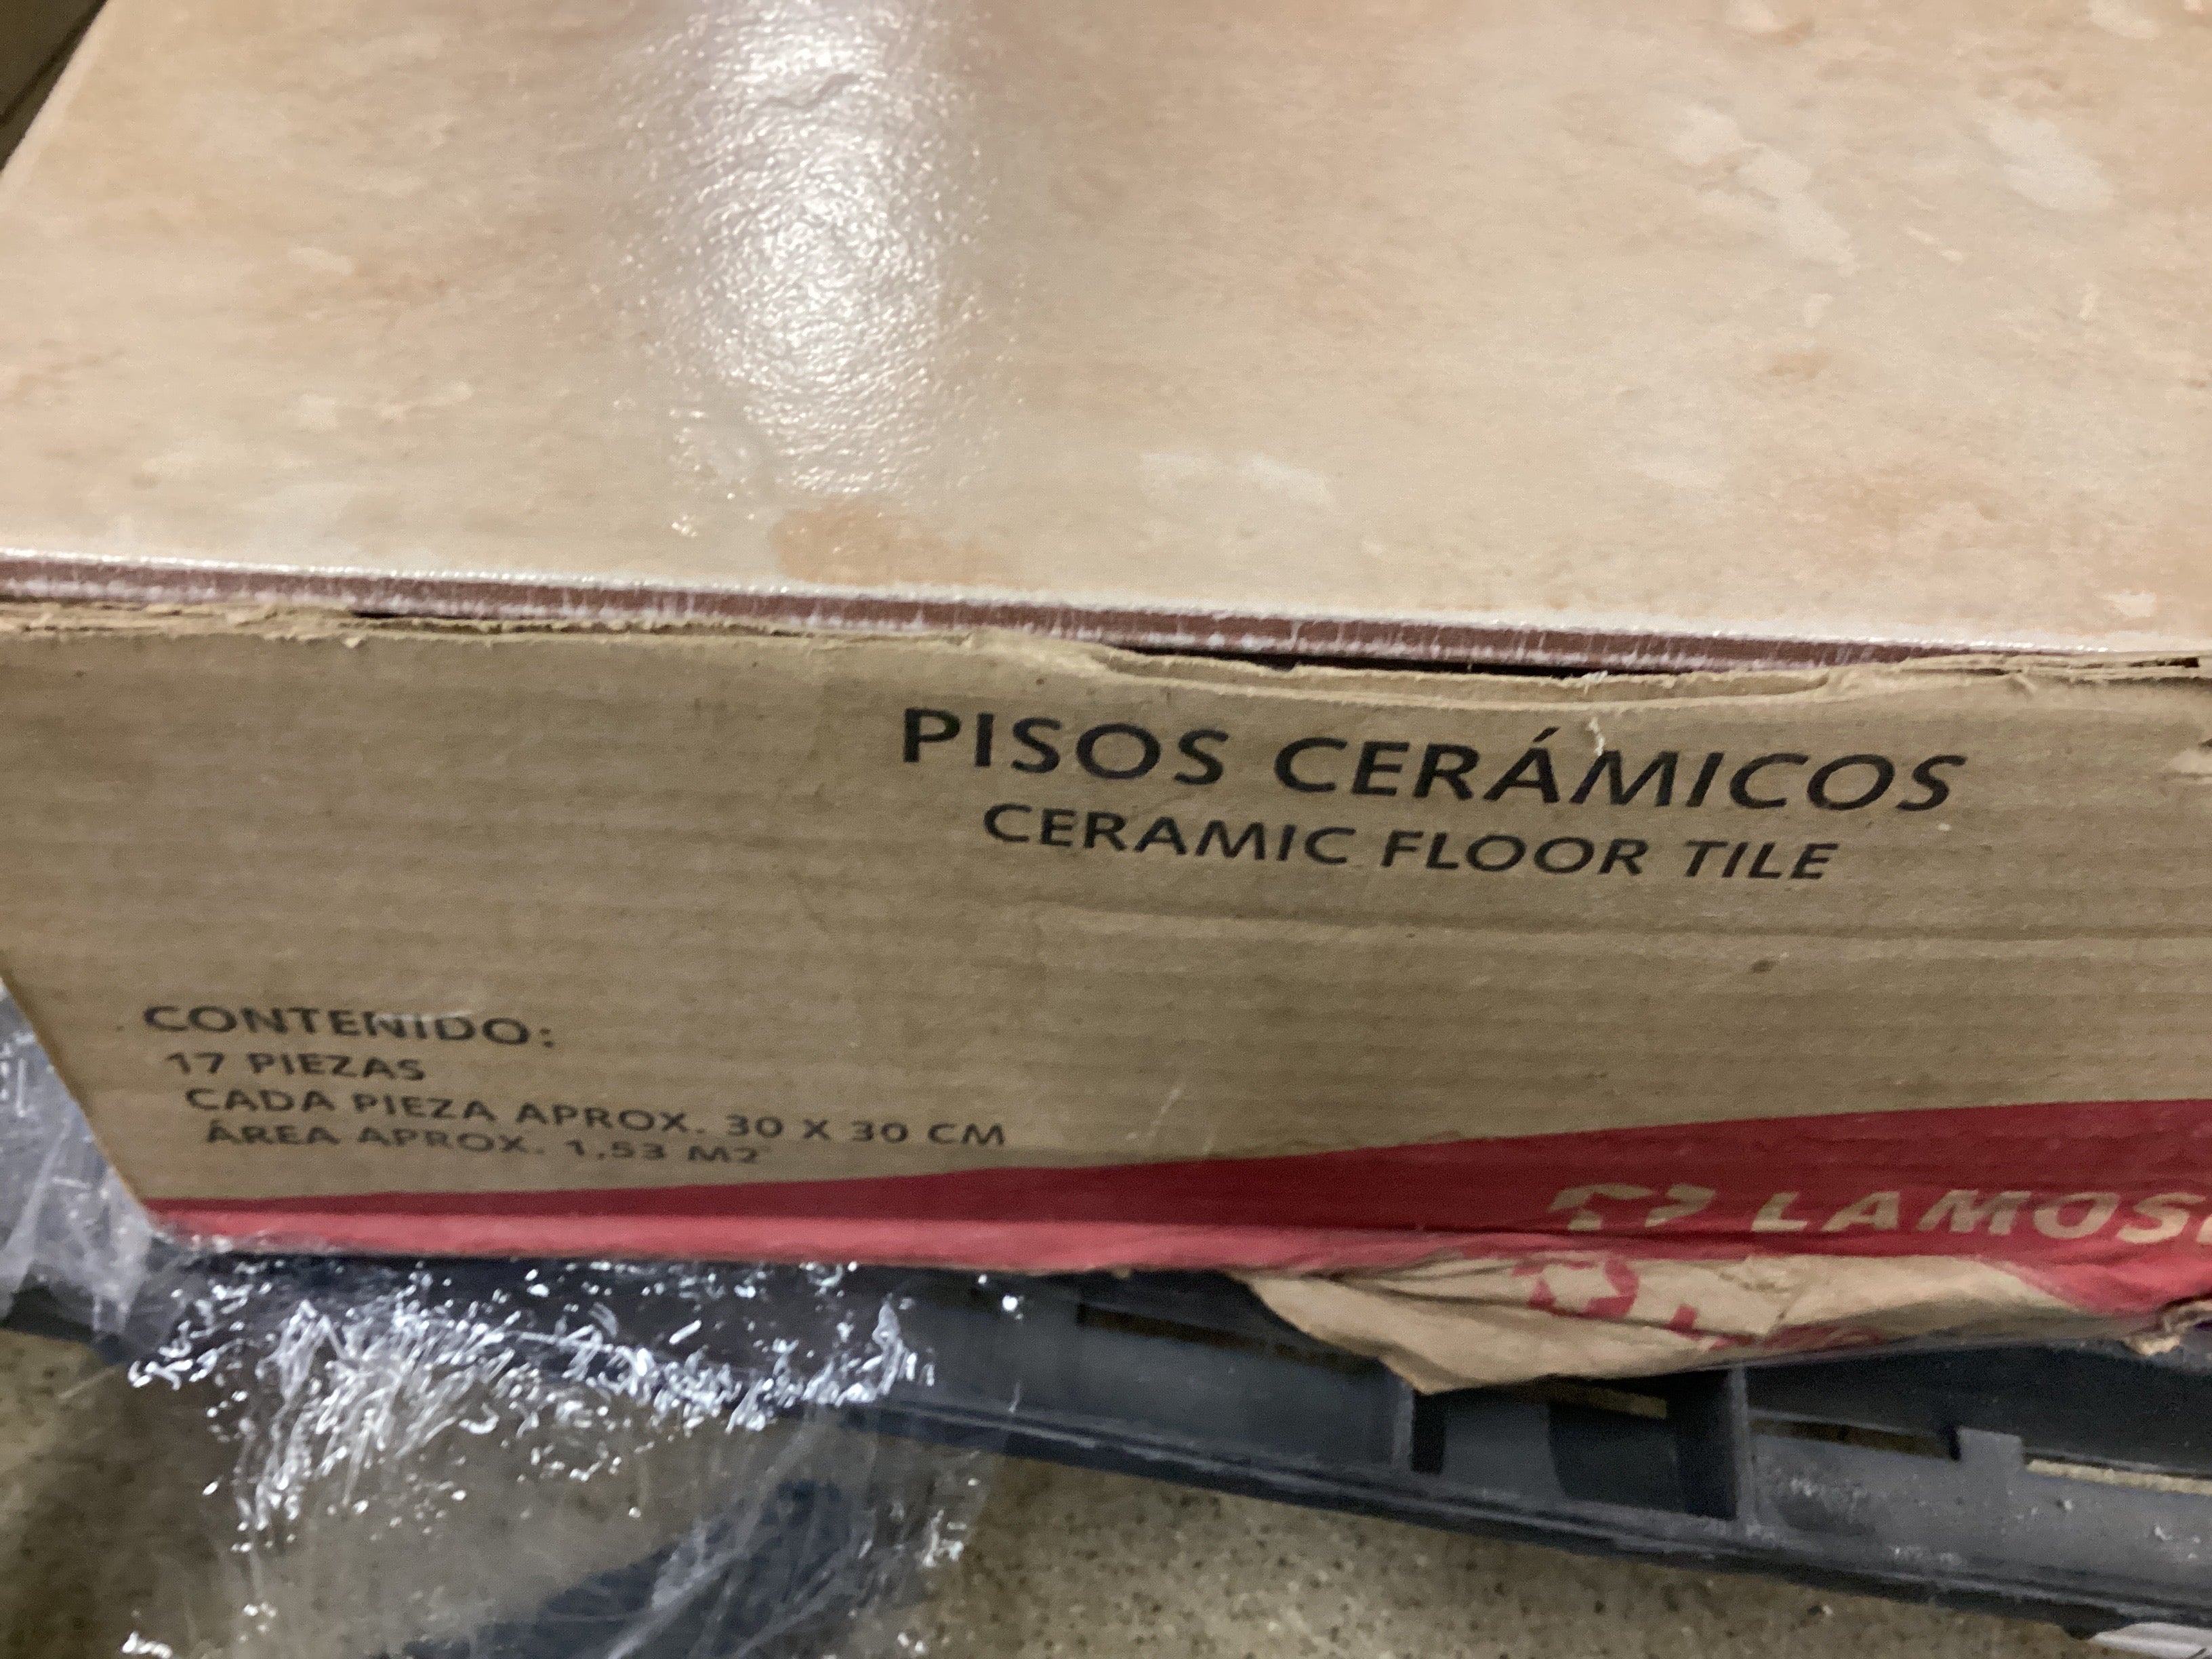 PISOS CERÁMICOS
CERAMIC FLOOR TILE
CONTENIDO:
17 PIEZAS
CADA PIEZA APROX. 30 X 30 CM
ÁREA APROX. 1.53 M2
LAMOS